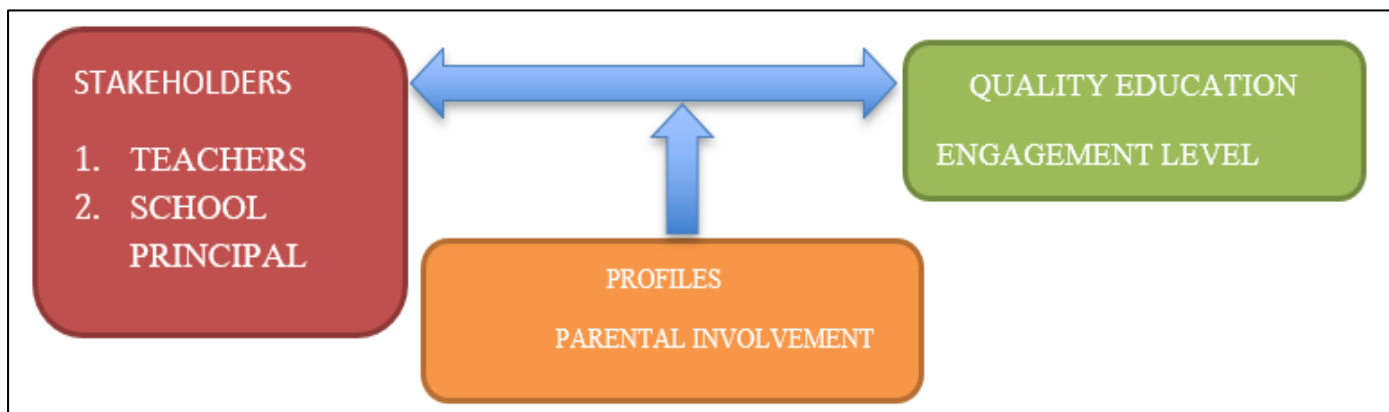 STAKEHOLDERS
1. TEACHERS
2. SCHOOL
PRINCIPAL
QUALITY EDUCATION
ENGAGEMENT LEVEL
PROFILES
PARENTAL INVOLVEMENT